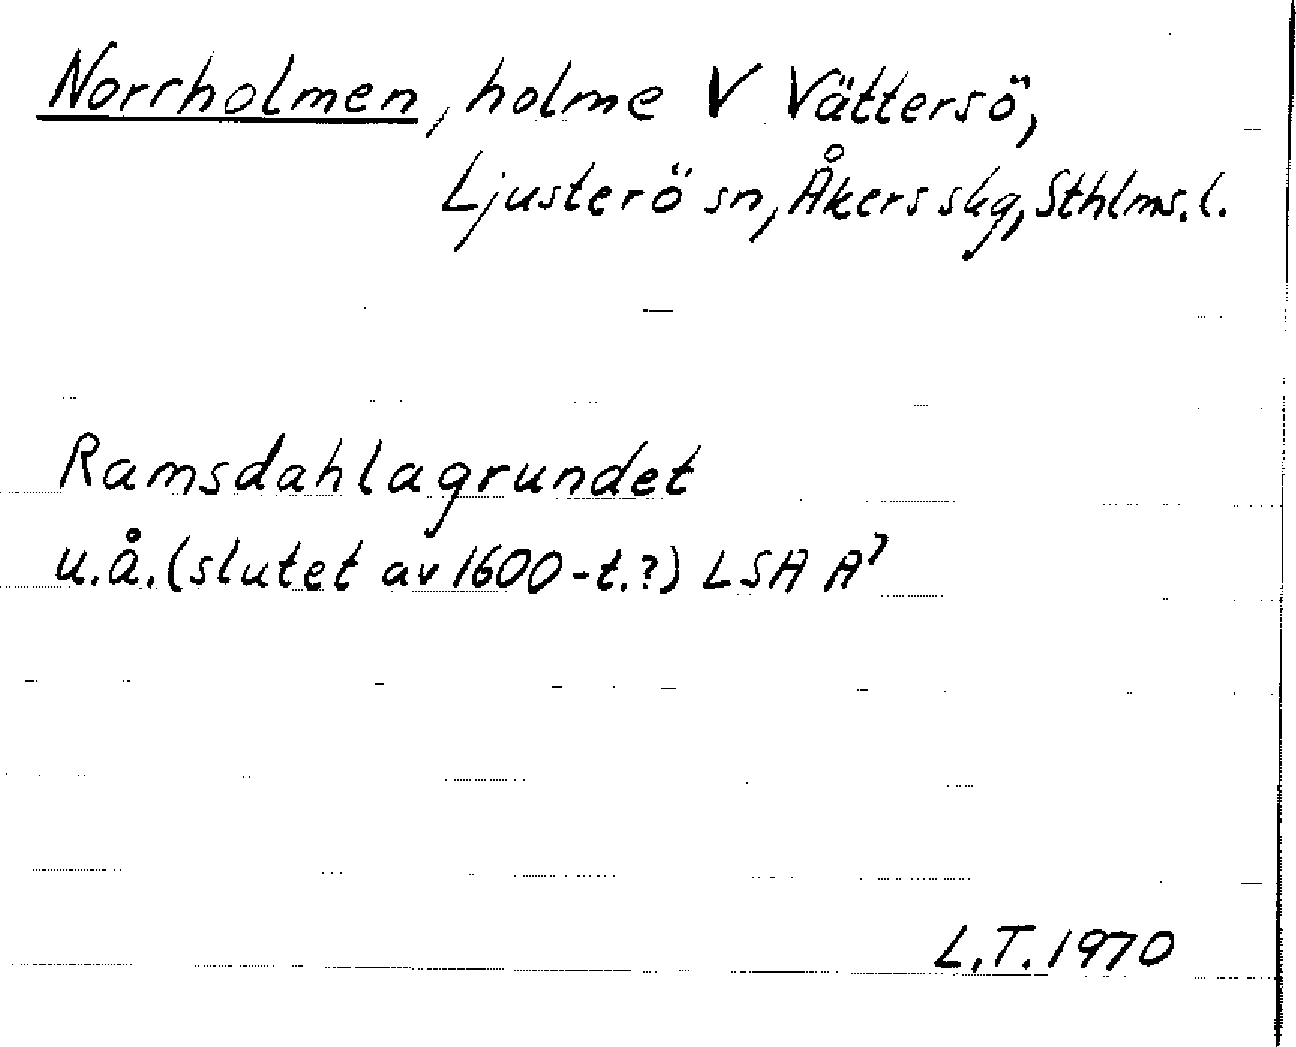 Norrholmen, holme V Vättersö,
Ljusterö sn, Åkers skg, Sthlms. l.
Ramsdahlagrundet
u.å. (slutet av 1600-t.?) LSA A⁷
L.T. 1970